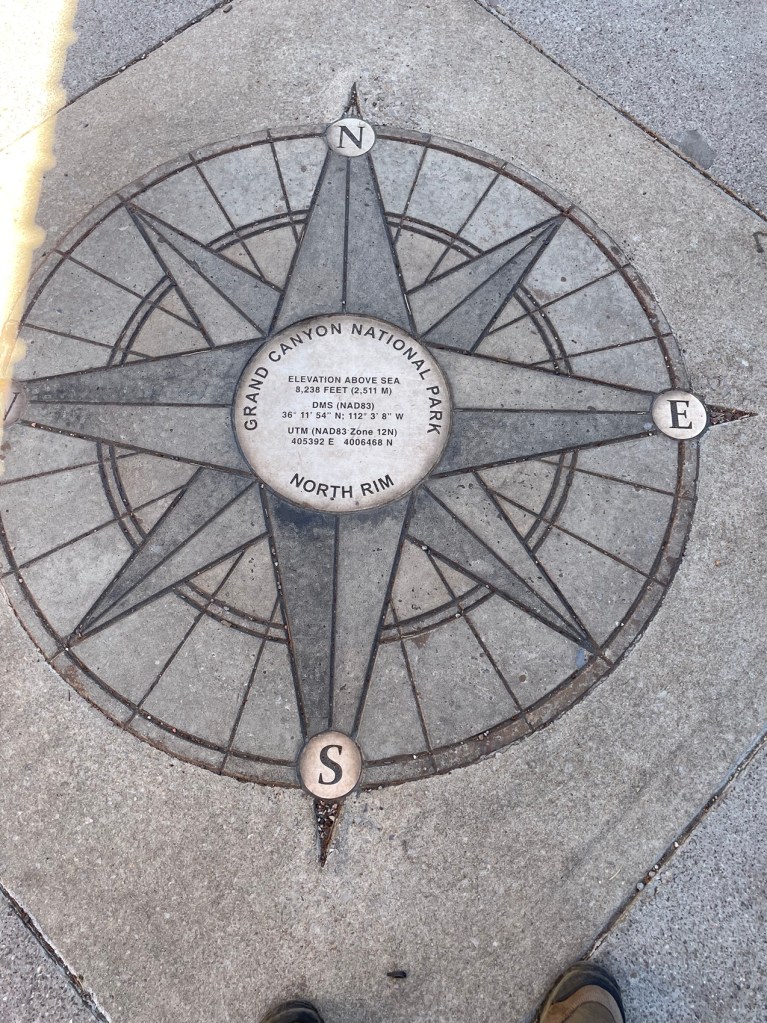 N
GRAND CANYON NATIONAL PARK
ELEVATION ABOVE SEA
8,238 FEET (2,511 M)
DMS (NAD83)
36° 11' 54" N; 112° 3' 8" W
UTM (NAD83 Zone 12N)
405392 E 4006468 N
NORTH RIM
E
S